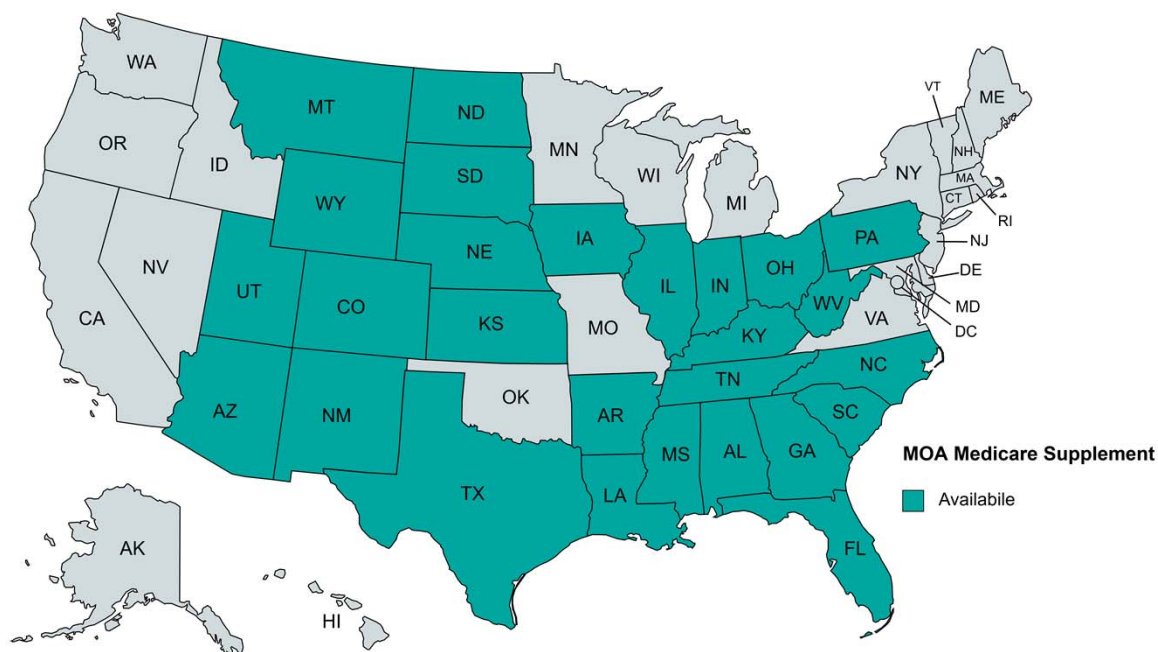 WA
MT
ND
MN
VT
ME
OR
ID
SD
WI
NY
NH
MA
WY
MI
CT
RI
IA
NE
PA
NJ
NV
UT
CO
IL
IN
OH
DE
CA
KS
MO
WV
VA
MD
KY
DC
AZ
NM
OK
AR
TN
NC
SC
MS
AL
GA
MOA Medicare Supplement
TX
LA
Availabile
AK
FL
HI